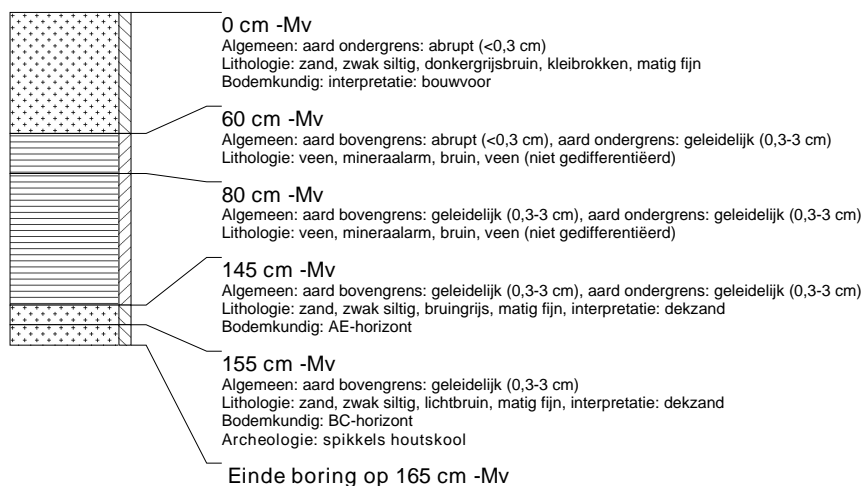 0 cm -Mv
Algemeen: aard ondergrens: abrupt (<0,3 cm)
Lithologie: zand, zwak siltig, donkergrijsbruin, kleibrokken, matig fijn
Bodemkundig: interpretatie: bouwvoor
60 cm -Mv
Algemeen: aard bovengrens: abrupt (<0,3 cm), aard ondergrens: geleidelijk (0,3-3 cm)
Lithologie: veen, mineraalarm, bruin, veen (niet gedifferentiëerd)
80 cm -Mv
Algemeen: aard bovengrens: geleidelijk (0,3-3 cm), aard ondergrens: geleidelijk (0,3-3 cm)
Lithologie: veen, mineraalarm, bruin, veen (niet gedifferentiëerd)
145 cm -Mv
Algemeen: aard bovengrens: geleidelijk (0,3-3 cm), aard ondergrens: geleidelijk (0,3-3 cm)
Lithologie: zand, zwak siltig, bruingrijs, matig fijn, interpretatie: dekzand
Bodemkundig: AE-horizont
155 cm -Mv
Algemeen: aard bovengrens: geleidelijk (0,3-3 cm)
Lithologie: zand, zwak siltig, lichtbruin, matig fijn, interpretatie: dekzand
Bodemkundig: BC-horizont
Archeologie: spikkels houtskool
Einde boring op 165 cm -Mv